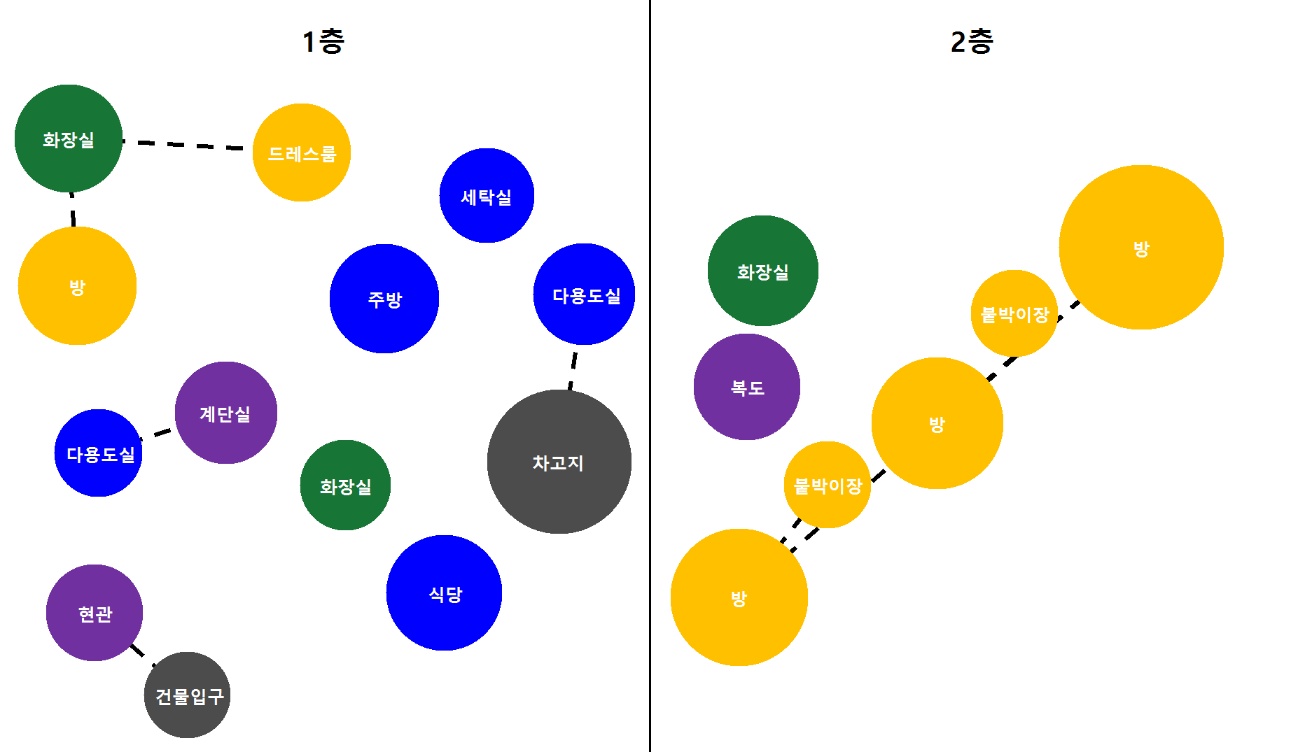 1층
화장실
드레스룸
세탁실
방
주방
다용도실
계단실
다용도실
화장실
차고지
식당
현관
건물입구
2층
방
화장실
붙박이장
복도
방
붙박이장
방